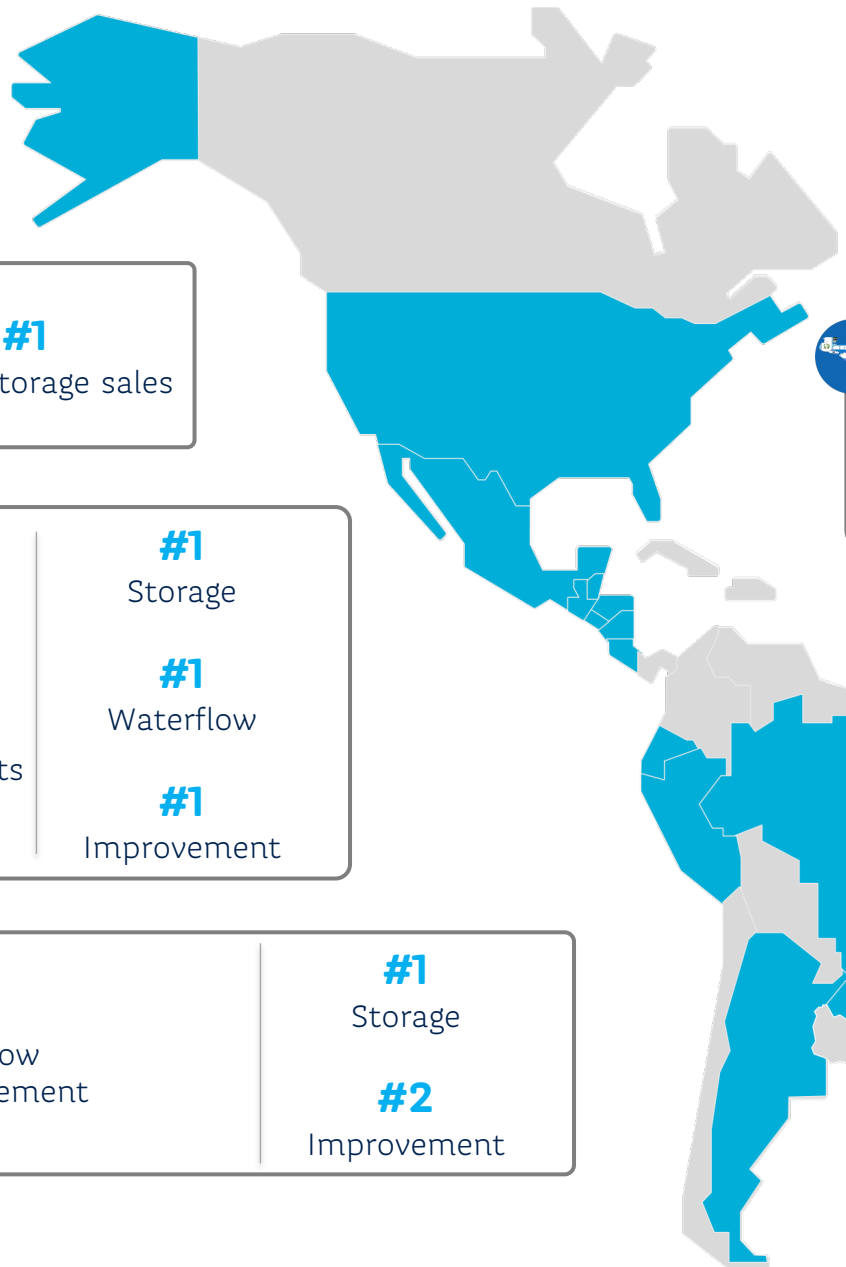 #1
torage sales
#1
Storage
#1
Waterflow
ts
#1
Improvement
#1
Storage
ow
ement
#2
Improvement